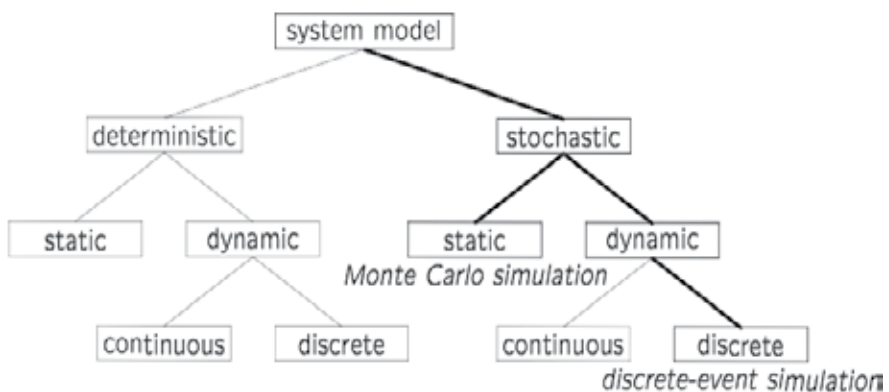 system model
deterministic
stochastic
static
dynamic
static
dynamic
Monte Carlo simulation
continuous
discrete
continuous
discrete
discrete-event simulation